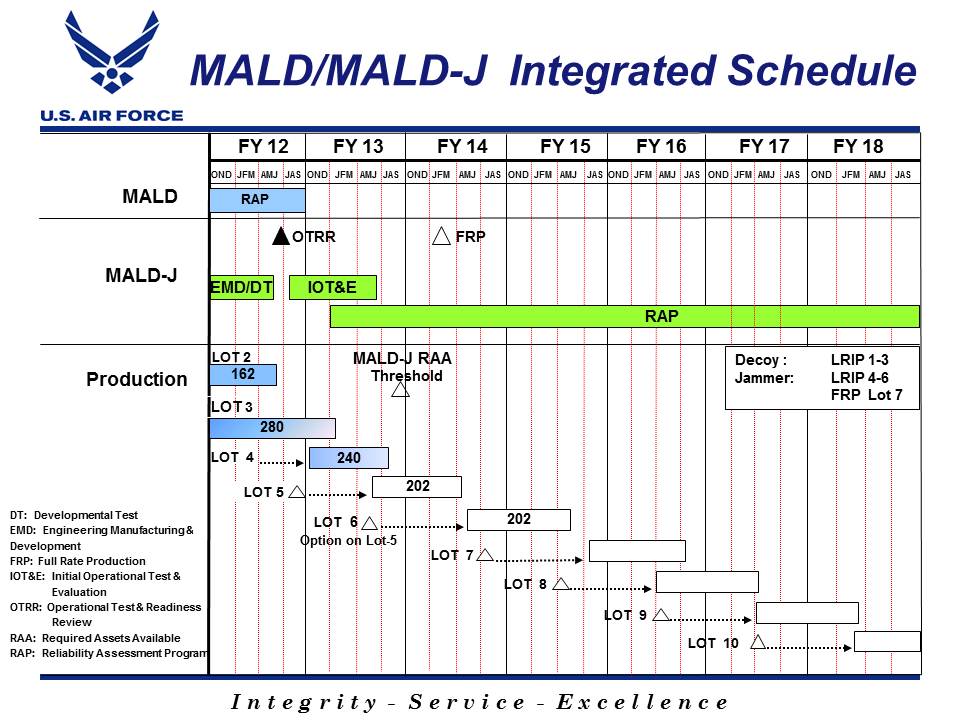 MALD/MALD-J Integrated Schedule
U.S. AIR FORCE
FY 12 FY 13 FY 14 FY 15 FY 16 FY 17 FY 18
OND JFM AMJ JAS OND JFM AMJ JAS OND JFM AMJ JAS OND JFM AMJ JAS OND JFM AMJ JAS OND JFM AMJ JAS OND JFM AMJ JAS
MALD
RAP
OTRR FRP
MALD-J
EMD/DT IOT&E
RAP
LOT 2
MALD-J RAA
Threshold
Decoy : LRIP 1-3
Jammer: LRIP 4-6
FRP Lot 7
Production
162
LOT 3
280
LOT 4 240
LOT 5 202
LOT 6 202
Option on Lot-5
LOT 7
LOT 8
LOT 9
LOT 10
DT: Developmental Test
EMD: Engineering Manufacturing &
Development
FRP: Full Rate Production
IOT&E: Initial Operational Test &
Evaluation
OTRR: Operational Test & Readiness
Review
RAA: Required Assets Available
RAP: Reliability Assessment Program
Integrity - Service - Excellence